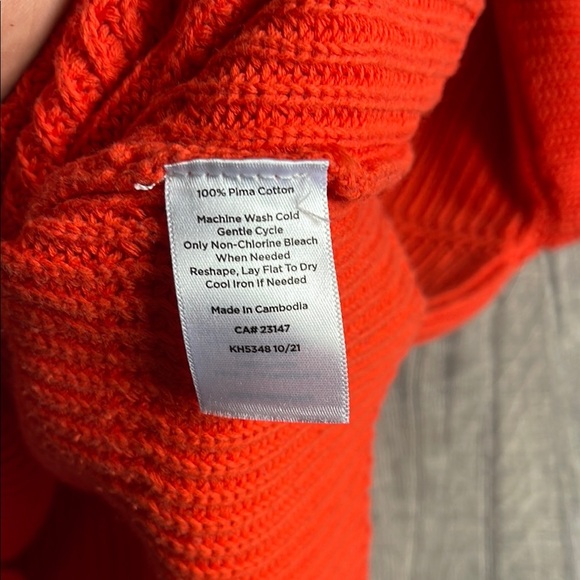 100% Pima Cotton
Machine Wash Cold
Gentle Cycle
Only Non-Chlorine Bleach
When Needed
Reshape, Lay Flat To Dry
Cool Iron If Needed
Made In Cambodia
CA# 23147
KH5348 10/21